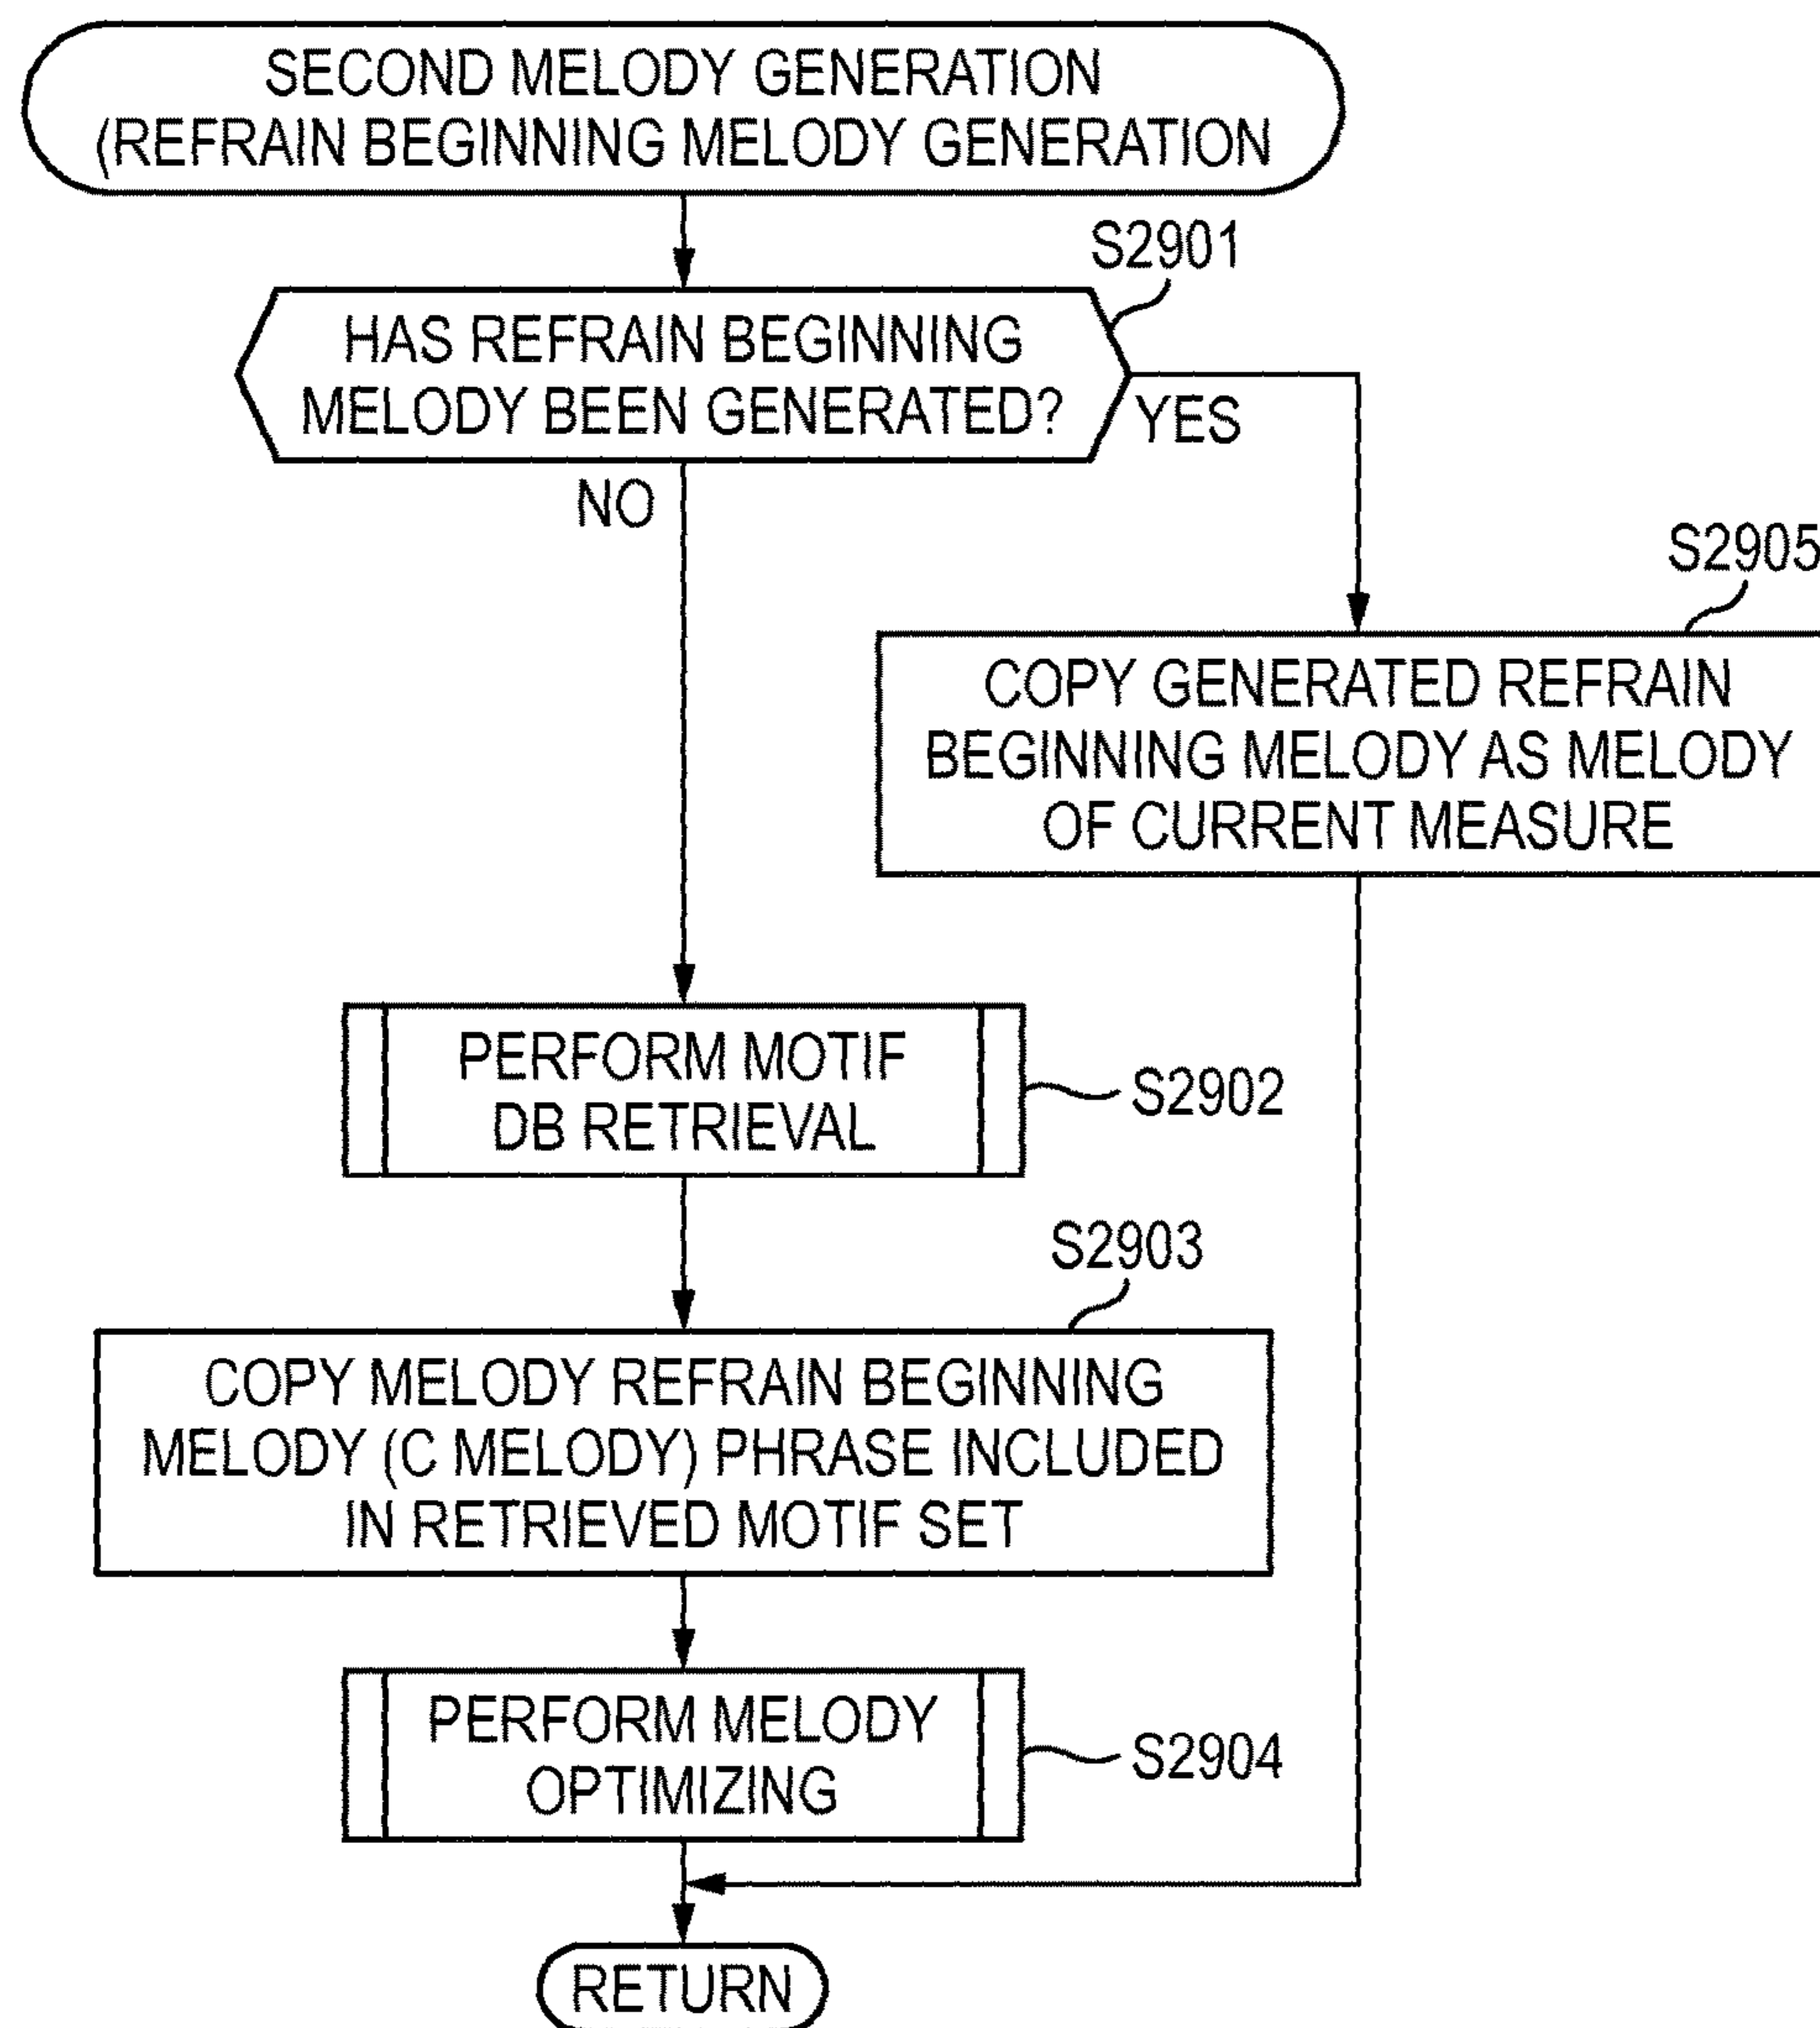 SECOND MELODY GENERATION
(REFRAIN BEGINNING MELODY GENERATION
S2901
HAS REFRAIN BEGINNING
MELODY BEEN GENERATED?
YES
NO
S2905
COPY GENERATED REFRAIN
BEGINNING MELODY AS MELODY
OF CURRENT MEASURE
PERFORM MOTIF
DB RETRIEVAL
S2902
S2903
COPY MELODY REFRAIN BEGINNING
MELODY (C MELODY) PHRASE INCLUDED
IN RETRIEVED MOTIF SET
PERFORM MELODY
OPTIMIZING
S2904
RETURN